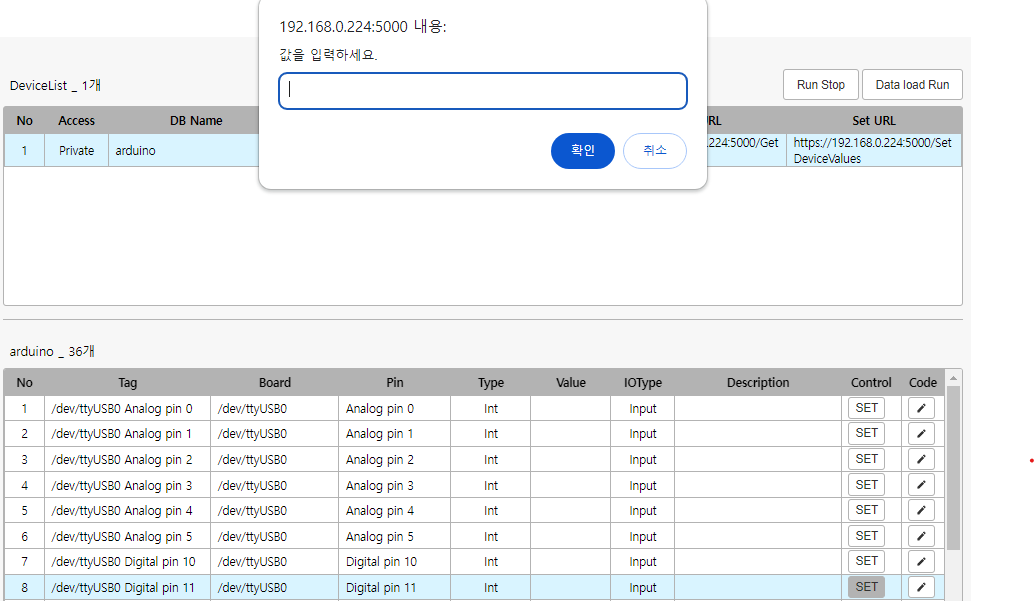 192.168.0.224:5000 내용:
값을 입력하세요.
확인 취소
DeviceList _ 1개 Run Stop Data load Run
No Access DB Name URL Set URL
1 Private arduino .224:5000/Get https://192.168.0.224:5000/Set
DeviceValues
arduino _ 36개
No Tag Board Pin Type Value IOType Description Control Code
1 /dev/ttyUSB0 Analog pin 0 /dev/ttyUSB0 Analog pin 0 Int Input SET
2 /dev/ttyUSB0 Analog pin 1 /dev/ttyUSB0 Analog pin 1 Int Input SET
3 /dev/ttyUSB0 Analog pin 2 /dev/ttyUSB0 Analog pin 2 Int Input SET
4 /dev/ttyUSB0 Analog pin 3 /dev/ttyUSB0 Analog pin 3 Int Input SET
5 /dev/ttyUSB0 Analog pin 4 /dev/ttyUSB0 Analog pin 4 Int Input SET
6 /dev/ttyUSB0 Analog pin 5 /dev/ttyUSB0 Analog pin 5 Int Input SET
7 /dev/ttyUSB0 Digital pin 10 /dev/ttyUSB0 Digital pin 10 Int Input SET
8 /dev/ttyUSB0 Digital pin 11 /dev/ttyUSB0 Digital pin 11 Int Input SET